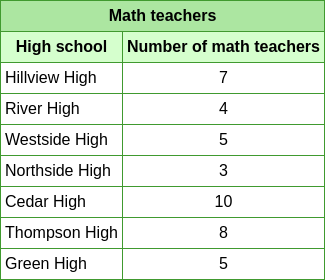 Math teachers
High school Number of math teachers
Hillview High 7
River High 4
Westside High 5
Northside High 3
Cedar High 10
Thompson High 8
Green High 5